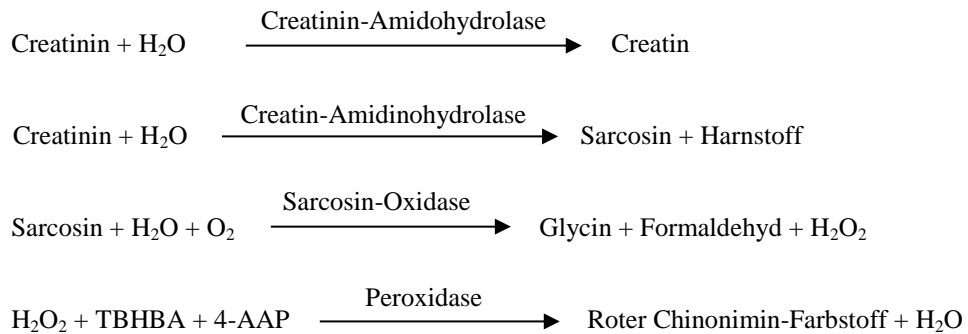 Creatinin-Amidohydrolase
Creatinin + H₂O Creatin
Creatin-Amidinohydrolase
Creatinin + H₂O Sarcosin + Harnstoff
Sarcosin-Oxidase
Sarcosin + H₂O + O₂ Glycin + Formaldehyd + H₂O₂
Peroxidase
H₂O₂ + TBHBA + 4-AAP Roter Chinonimin-Farbstoff + H₂O